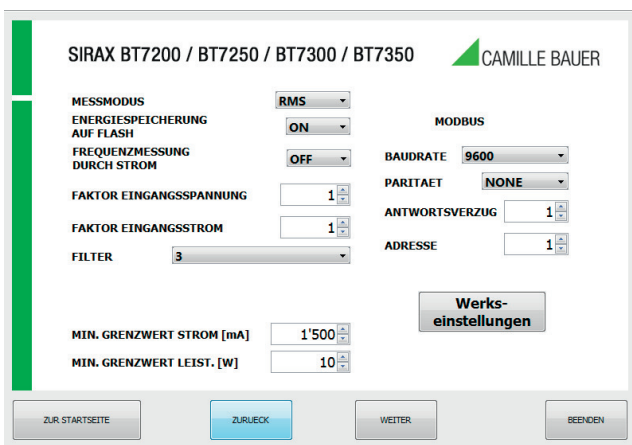 SIRAX BT7200 / BT7250 / BT7300 / BT7350
CAMILLE BAUER
MESSMODUS RMS
ENERGIESPEICHERUNG
AUF FLASH ON
FREQUENZMESSUNG
DURCH STROM OFF
FAKTOR EINGANGSSPANNUNG 1
FAKTOR EINGANGSSTROM 1
FILTER 3
MODBUS
BAUDRATE 9600
PARITAET NONE
ANTWORTSVERZUG 1
ADRESSE 1
Werks-
einstellungen
MIN. GRENZWERT STROM [mA] 1'500
MIN. GRENZWERT LEIST. [W] 10
ZUR STARTSEITE ZURUECK WEITER BEENDEN